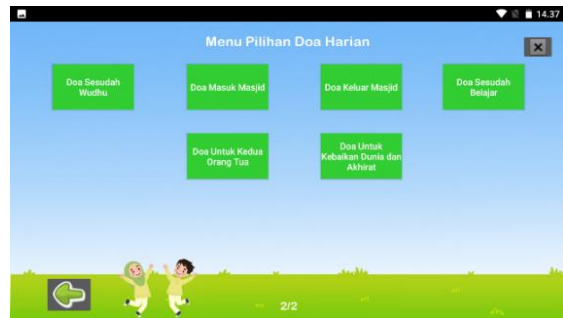 14.37
Menu Pilihan Doa Harian
Doa Sesudah
Wudhu
Doa Masuk Masjid
Doa Keluar Masjid
Doa Sesudah
Belajar
Doa Untuk Kedua
Orang Tua
Doa Untuk
Kebaikan Dunia dan
Akhirat
2/2